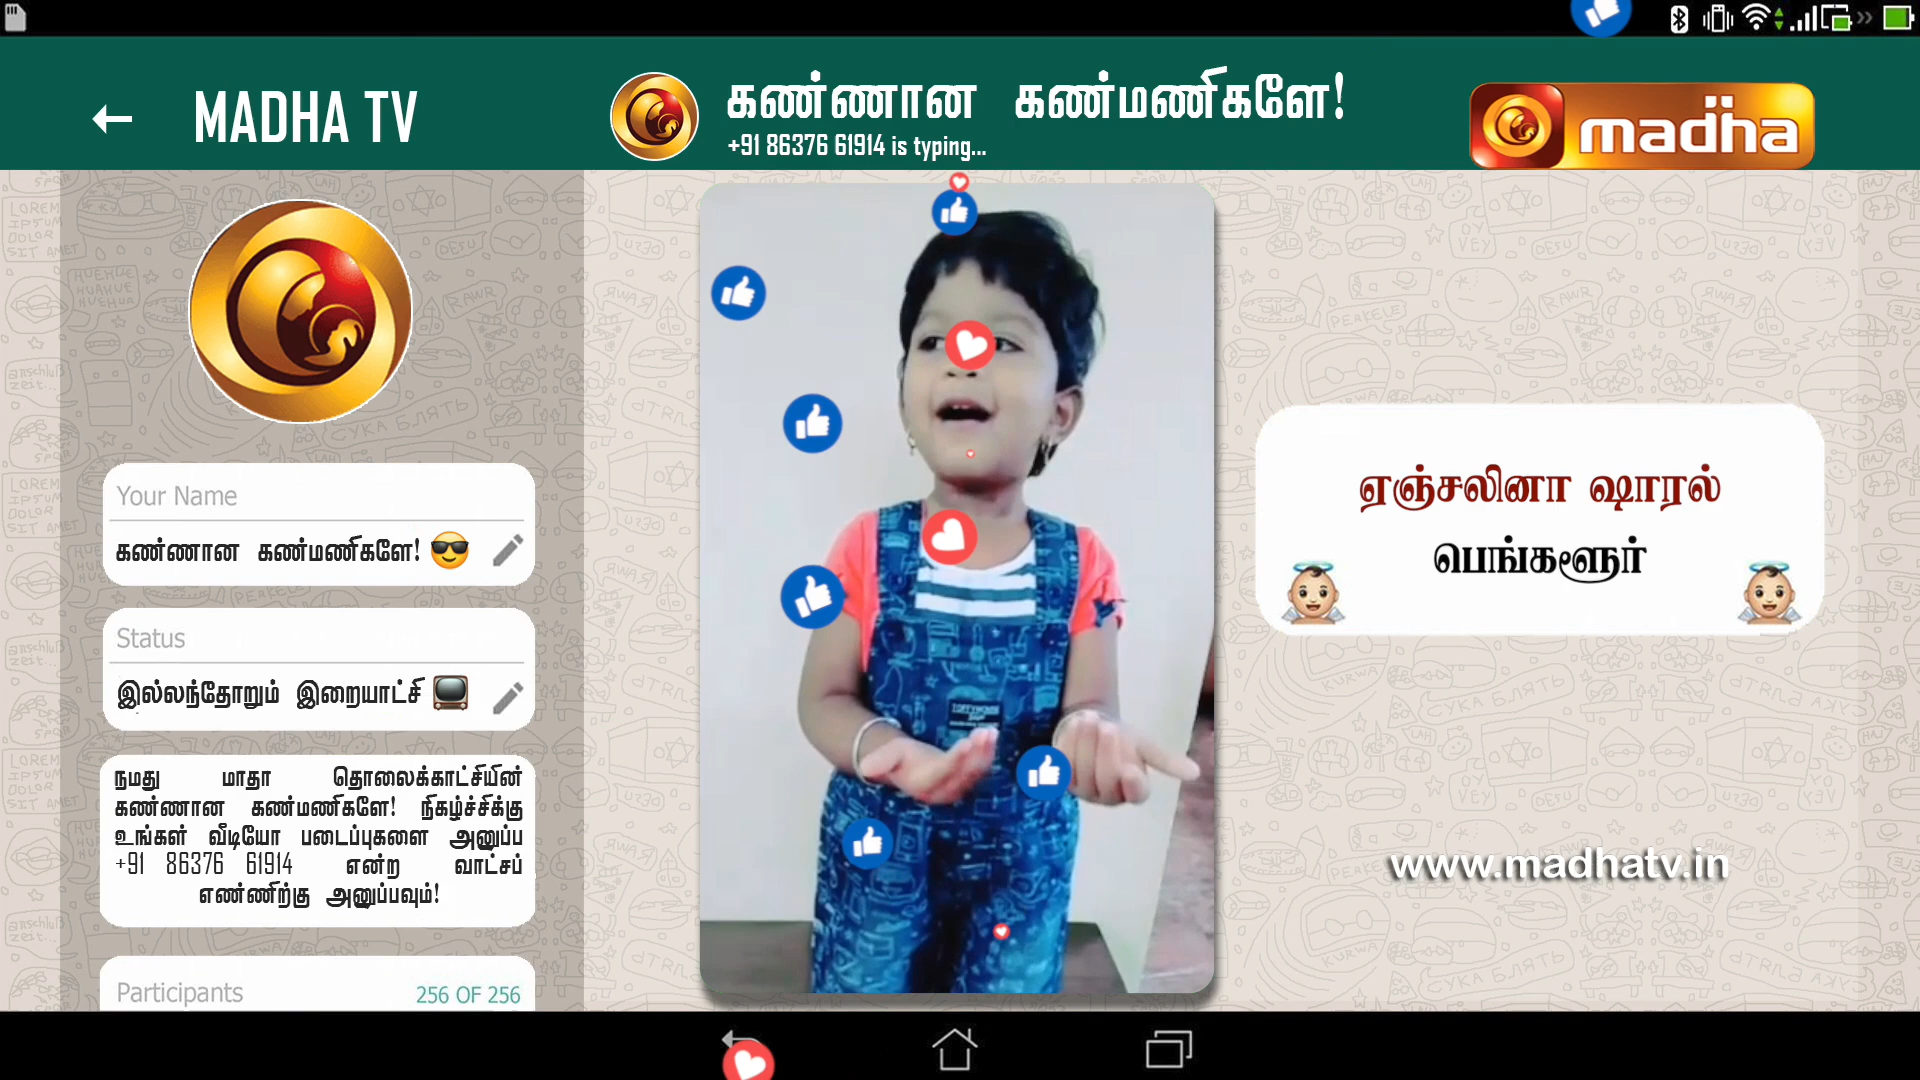 MADHA TV
கண்ணான கண்மணிகளே!
+91 86376 61914 is typing...
madha
Your Name
கண்ணான கண்மணிகளே!
Status
இல்லந்தோறும் இறையாட்சி
நமது மாதா தொலைக்காட்சியின்
கண்ணான கண்மணிகளே! நிகழ்ச்சிக்கு
உங்கள் வீடியோ படைப்புகளை அனுப்ப
+91 86376 61914 என்ற வாட்சப்
எண்ணிற்கு அனுப்பவும்!
Participants
256 OF 256
ஏஞ்சலினா ஷாரல்
பெங்களூர்
www.madhatv.in